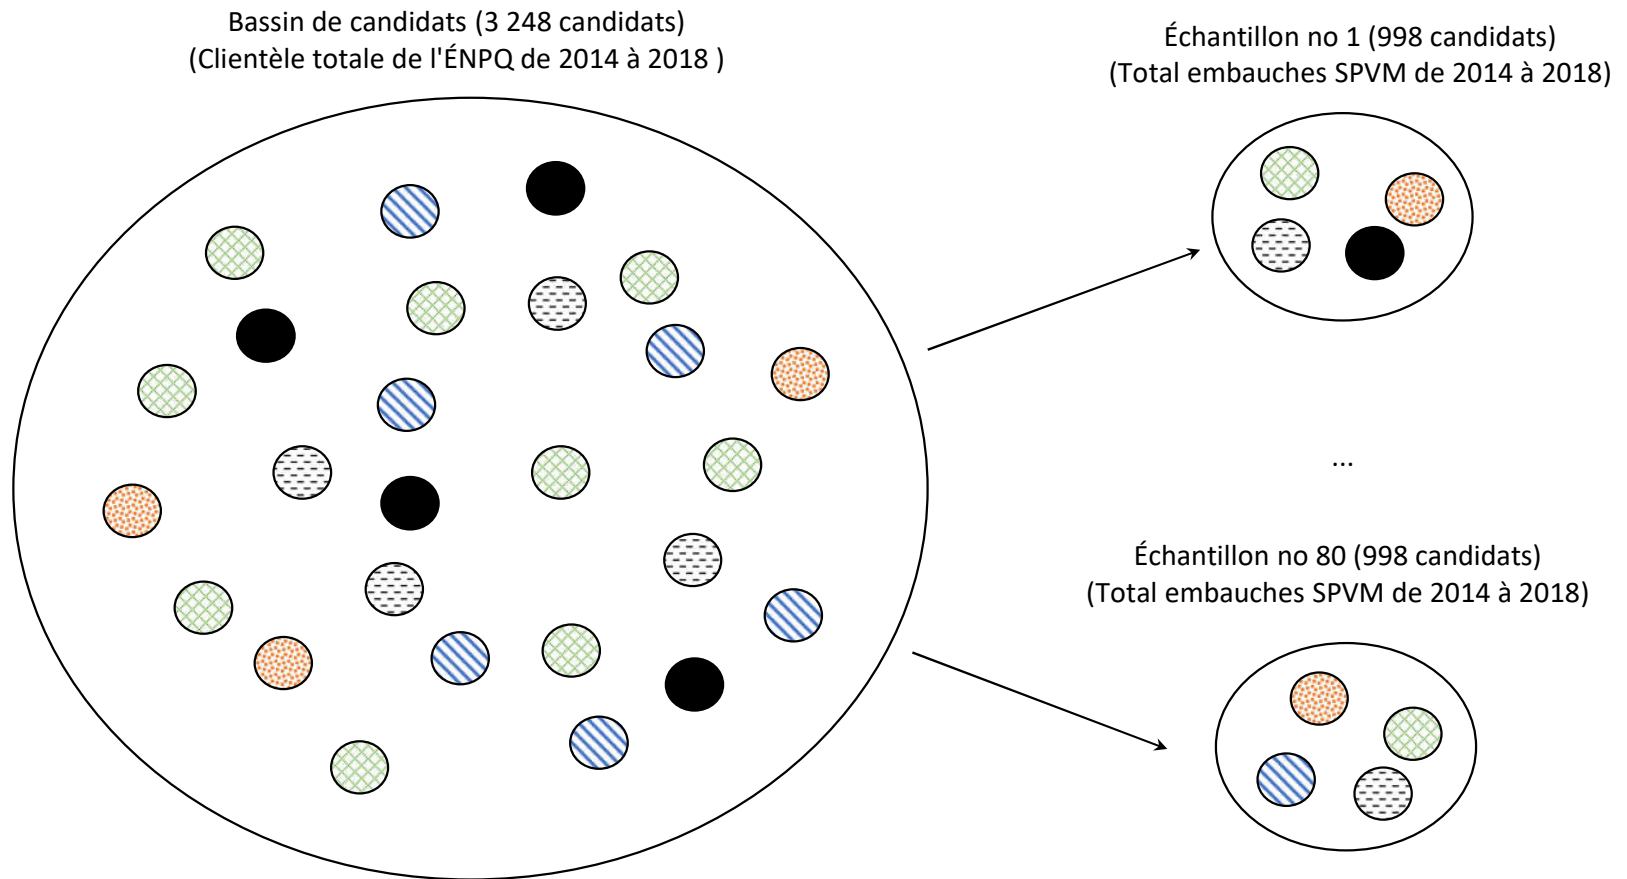 Bassin de candidats (3 248 candidats)
(Clientèle totale de l'ÉNPQ de 2014 à 2018 )
Échantillon no 1 (998 candidats)
(Total embauches SPVM de 2014 à 2018)
...
Échantillon no 80 (998 candidats)
(Total embauches SPVM de 2014 à 2018)